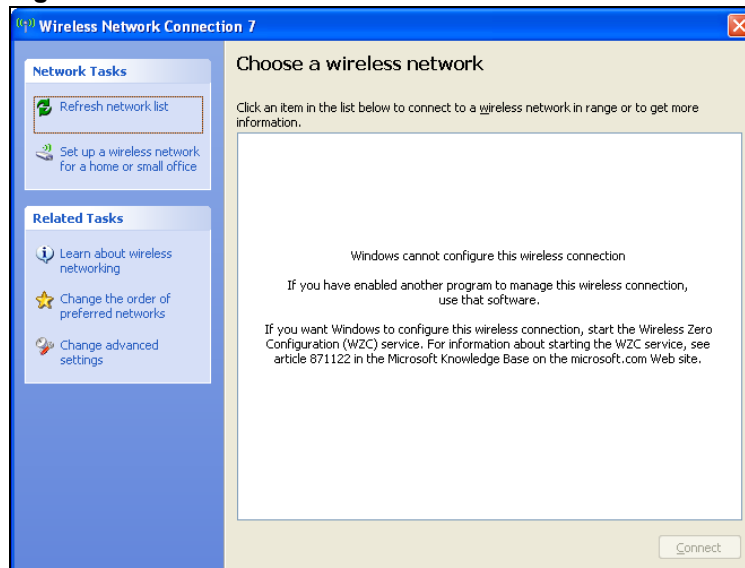 Wireless Network Connection 7
Network Tasks
Refresh network list
Set up a wireless network
for a home or small office
Related Tasks
Learn about wireless
networking
Change the order of
preferred networks
Change advanced
settings
Choose a wireless network
Click an item in the list below to connect to a wireless network in range or to get more
information.
Windows cannot configure this wireless connection
If you have enabled another program to manage this wireless connection,
use that software.
If you want Windows to configure this wireless connection, start the Wireless Zero
Configuration (WZC) service. For information about starting the WZC service, see
article 871122 in the Microsoft Knowledge Base on the microsoft.com Web site.
Connect